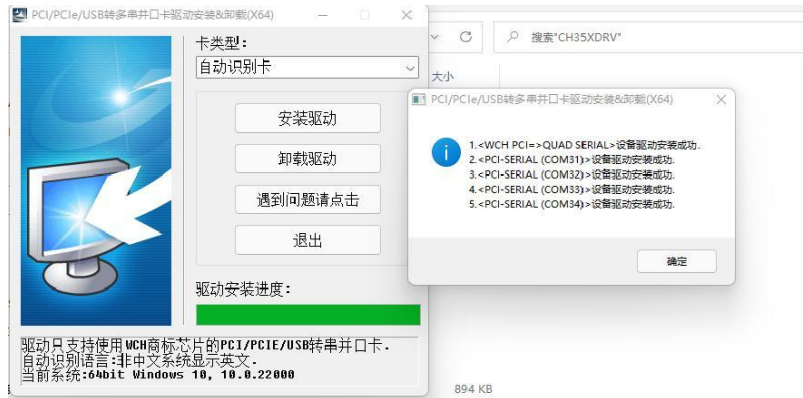 PCI/PCIe/USB转多串并口卡驱动安装&卸载(X64)
卡类型:
自动识别卡
安装驱动
卸载驱动
遇到问题请点击
退出
驱动安装进度:
驱动只支持使用WCH商标芯片的PCI/PCIE/USB转串并口卡.
自动识别语言:非中文系统显示英文.
当前系统:64bit Windows 10, 10.0.22000
搜索"CH35XDRV"
大小
PCI/PCIe/USB转多串并口卡驱动安装&卸载(X64)
1.<WCH PCI=>QUAD SERIAL>设备驱动安装成功.
2.<PCI-SERIAL (COM31)>设备驱动安装成功.
3.<PCI-SERIAL (COM32)>设备驱动安装成功.
4.<PCI-SERIAL (COM33)>设备驱动安装成功.
5.<PCI-SERIAL (COM34)>设备驱动安装成功.
确定
894 KB